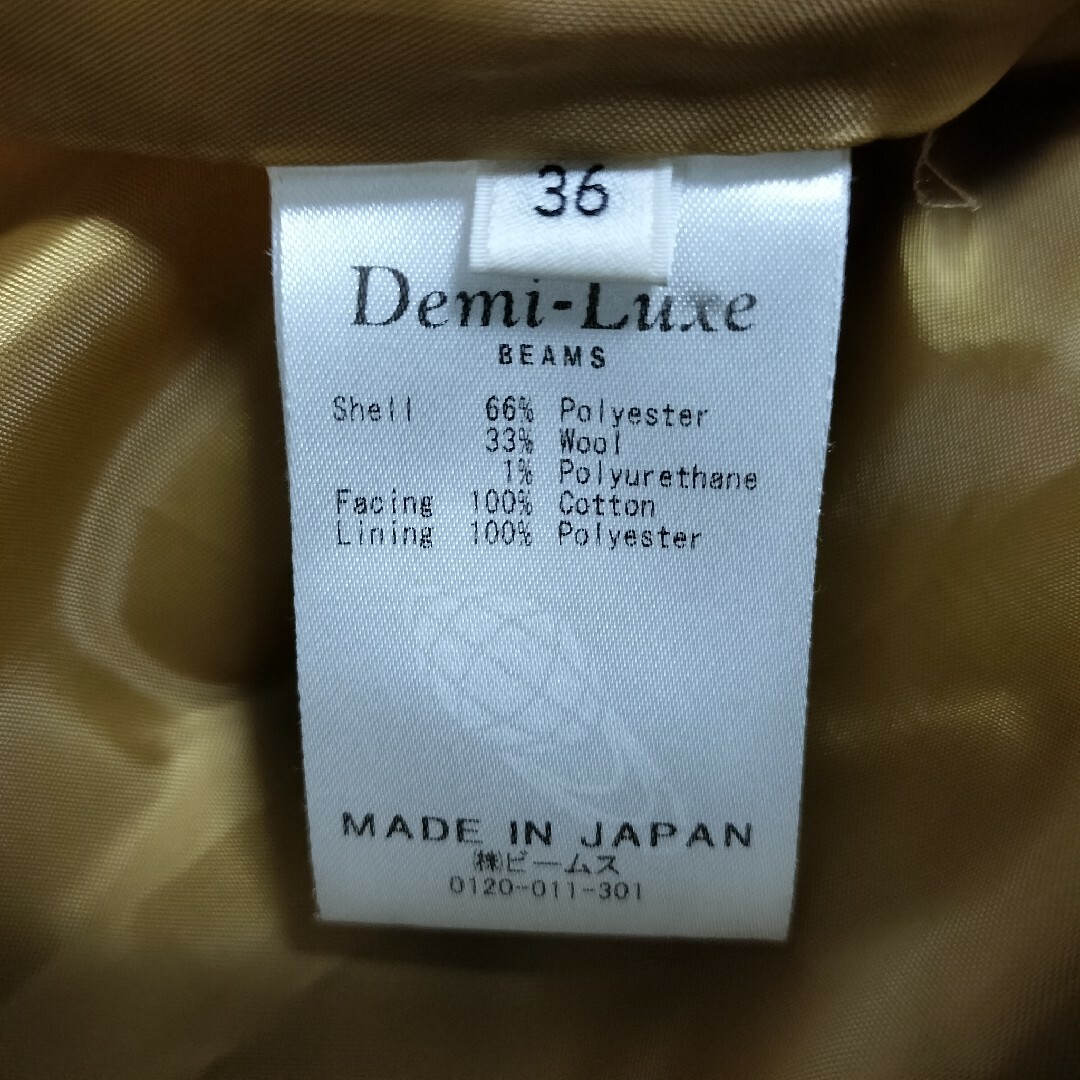 36
Demi-Luxe
BEAMS
Shell 66% Polyester
33% Wool
1% Polyurethane
Facing 100% Cotton
Lining 100% Polyester
MADE IN JAPAN
㈱ビームス
0120-011-301